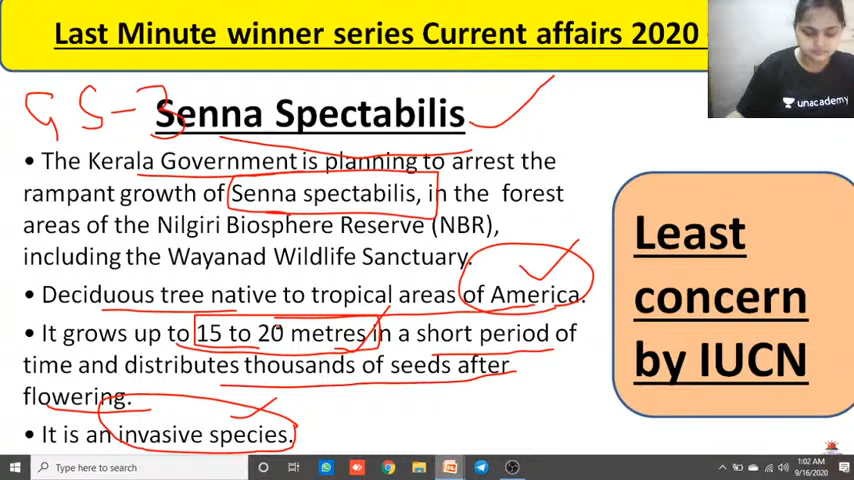 Last Minute winner series Current affairs 2020 -
unacademy
GS-3
Senna Spectabilis
• The Kerala Government is planning to arrest the
rampant growth of Senna spectabilis, in the forest
areas of the Nilgiri Biosphere Reserve (NBR),
including the Wayanad Wildlife Sanctuary.
• Deciduous tree native to tropical areas of America.
• It grows up to 15 to 20 metres in a short period of
time and distributes thousands of seeds after
flowering.
• It is an invasive species.
Least
concern
by IUCN
Type here to search
1:02 AM
9/16/2020